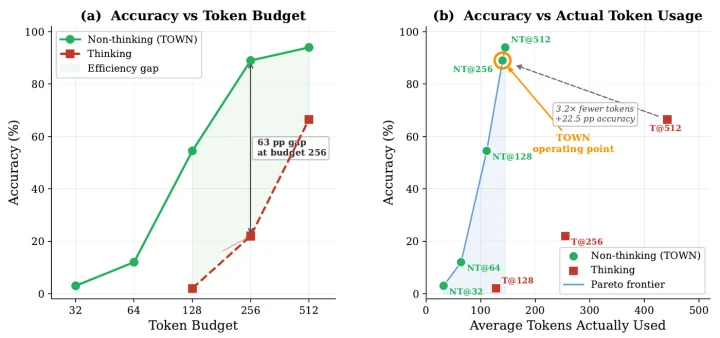 (a) Accuracy vs Token Budget
Non-thinking (TOWN)
Thinking
Efficiency gap
63 pp gap
at budget 256
100
80
60
40
20
0
32
64
128
256
512
Accuracy (%)
Token Budget
(b) Accuracy vs Actual Token Usage
NT@512
NT@256
3.2× fewer tokens
+22.5 pp accuracy
T@512
TOWN
operating point
NT@128
T@256
NT@64
T@128
NT@32
Non-thinking (TOWN)
Thinking
Pareto frontier
100
80
60
40
20
0
0
100
200
300
400
500
Accuracy (%)
Average Tokens Actually Used